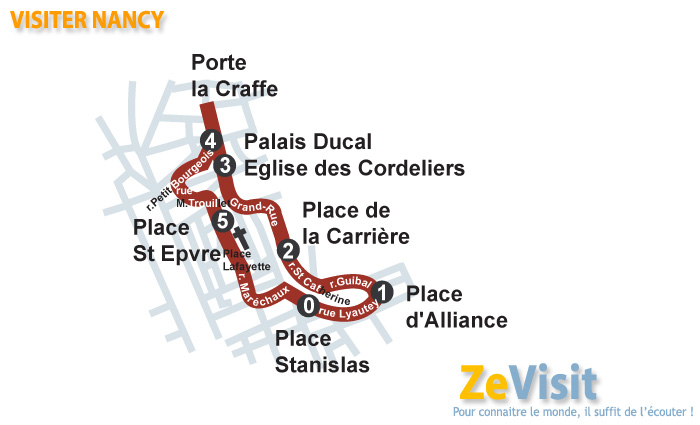 VISITER NANCY
Porte
la Craffe
4
Palais Ducal
3
Eglise des Cordeliers
r.Petit Bourgeois
rue
M.Trouillet
Grand-Rue
5
Place
St Epvre
Place
Lafayette
Place de
la Carrière
2
r.St Catherine
r.Guibal
1
Place
d'Alliance
r. Maréchaux
0
rue Lyautey
Place
Stanislas
ZeVisit
Pour connaitre le monde, il suffit de l'écouter !